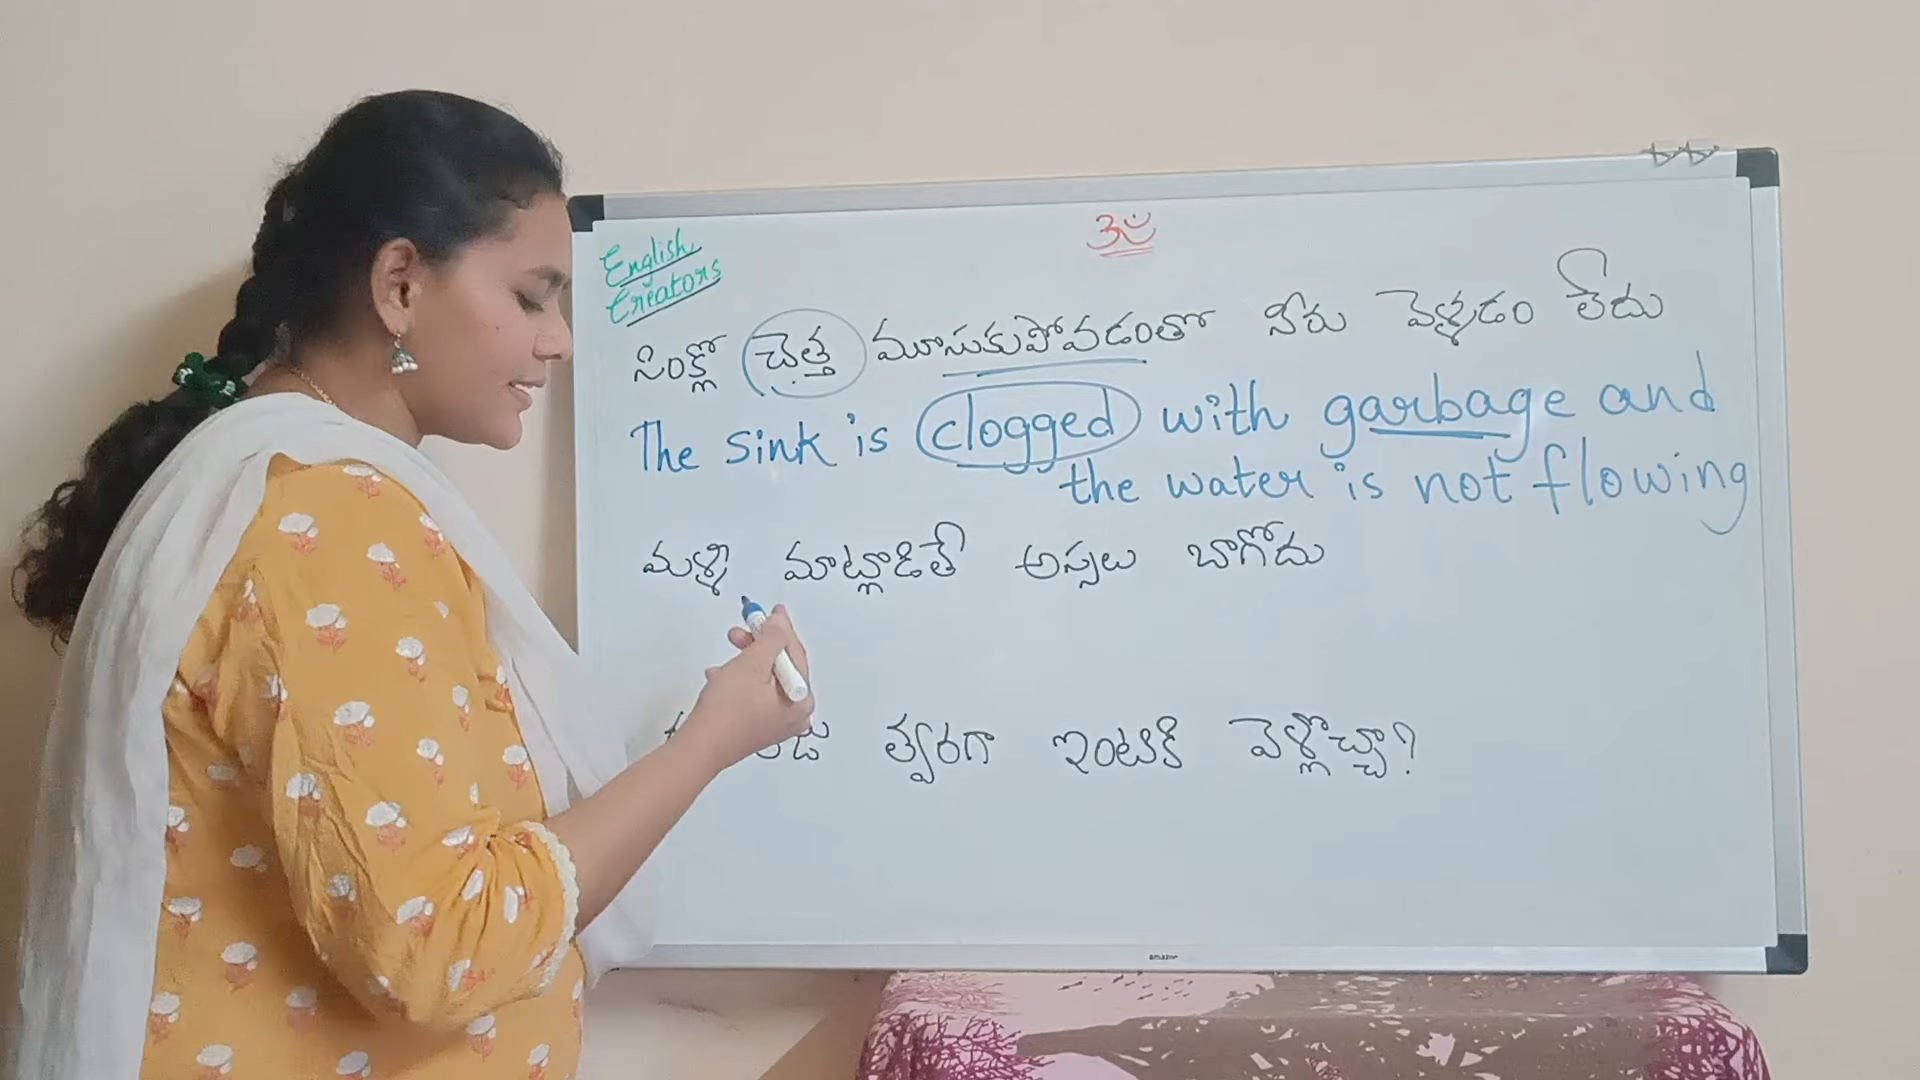 English
Creators
ఓం
సింక్లో చెత్త మూసుకుపోవడంతో నీరు వెళ్ళడం లేదు
The sink is clogged with garbage and
the water is not flowing
మళ్ళీ మాట్లాడితే అస్సలు బాగోదు
త్వరగా ఇంటికి వెళ్లొచ్చా?
amazon